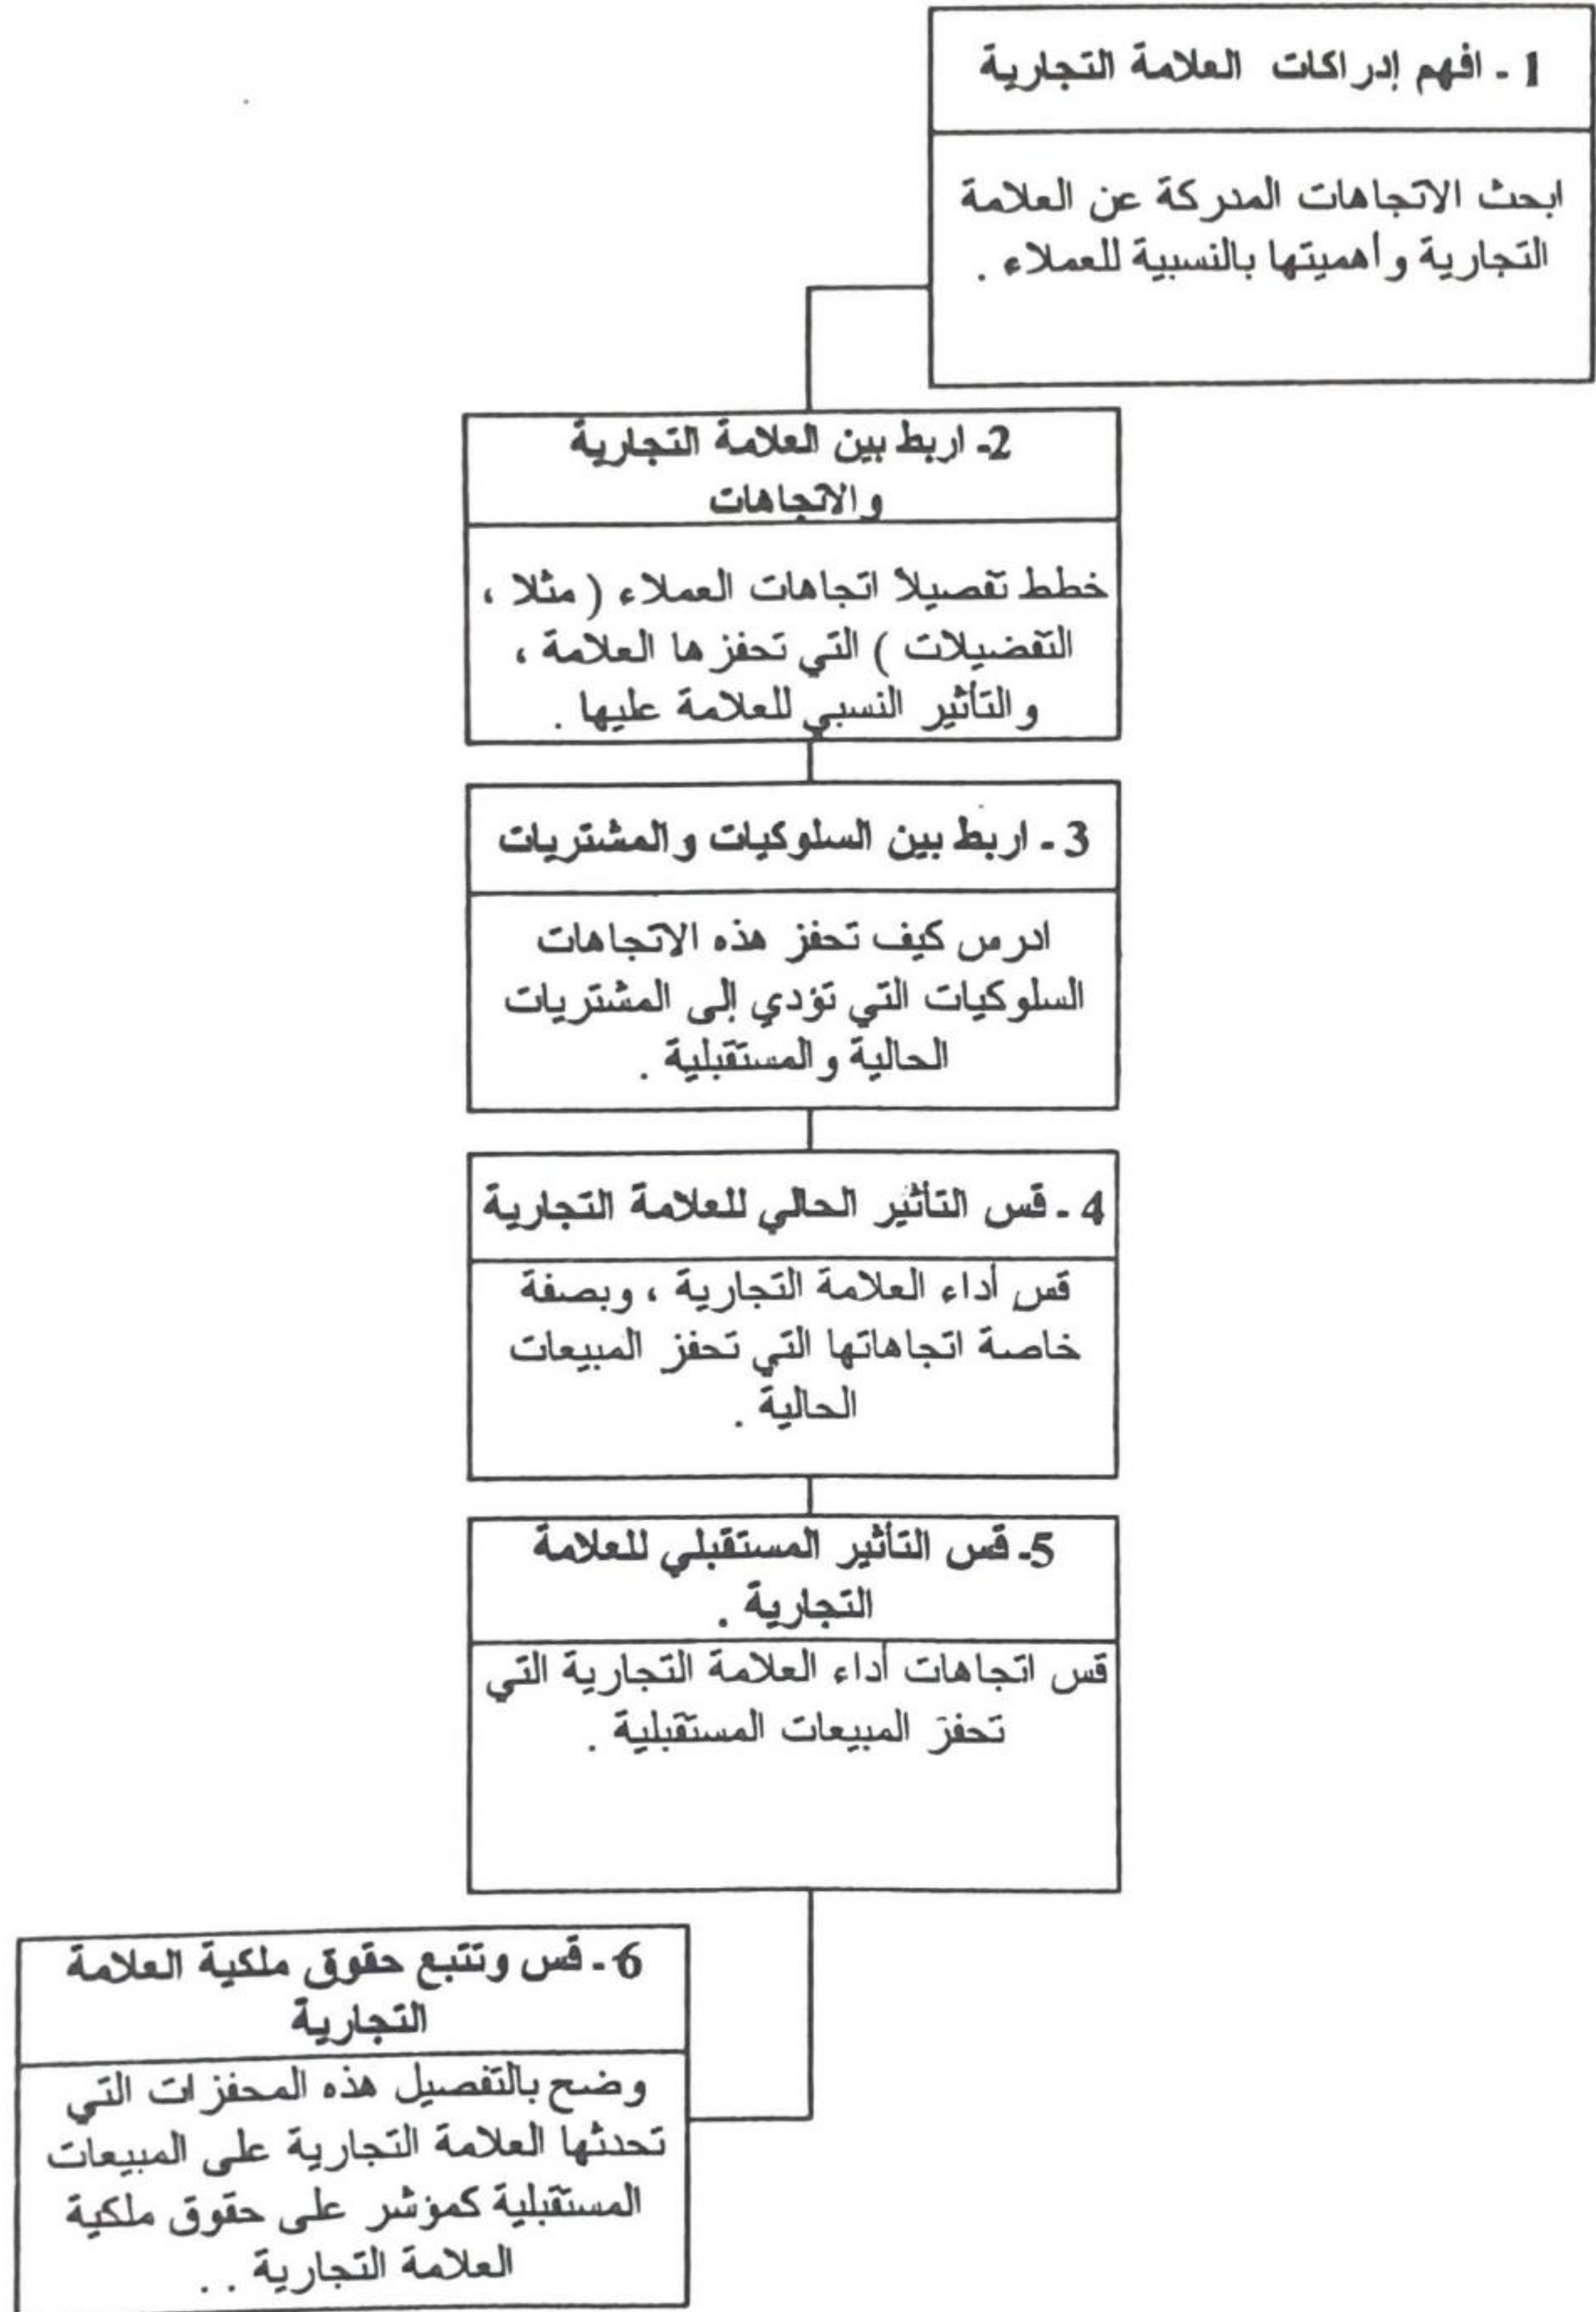 1 - افهم إدراكات العلامة التجارية
ابحث الاتجاهات المدركة عن العلامة
التجارية وأهميتها بالنسبية للعملاء .
2- اربط بين العلامة التجارية
والاتجاهات
خطط تفصيلاً اتجاهات العملاء ( مثلا ،
التفضيلات ) التي تحفزها العلامة ،
والتأثير النسبي للعلامة عليها .
3 - اربط بين السلوكيات والمشتريات
ادرس كيف تحفز هذه الاتجاهات
السلوكيات التي تؤدي إلى المشتريات
الحالية والمستقبلية .
4 - قس التأثير الحالي للعلامة التجارية
قس أداء العلامة التجارية ، وبصفة
خاصة اتجاهاتها التي تحفز المبيعات
الحالية .
5- قس التأثير المستقبلي للعلامة
التجارية .
قس اتجاهات أداء العلامة التجارية التي
تحفز المبيعات المستقبلية .
6 - قس وتتبع حقوق ملكية العلامة
التجارية
وضح بالتفصيل هذه المحفزات التي
تحدثها العلامة التجارية على المبيعات
المستقبلية كمؤشر على حقوق ملكية
العلامة التجارية . .